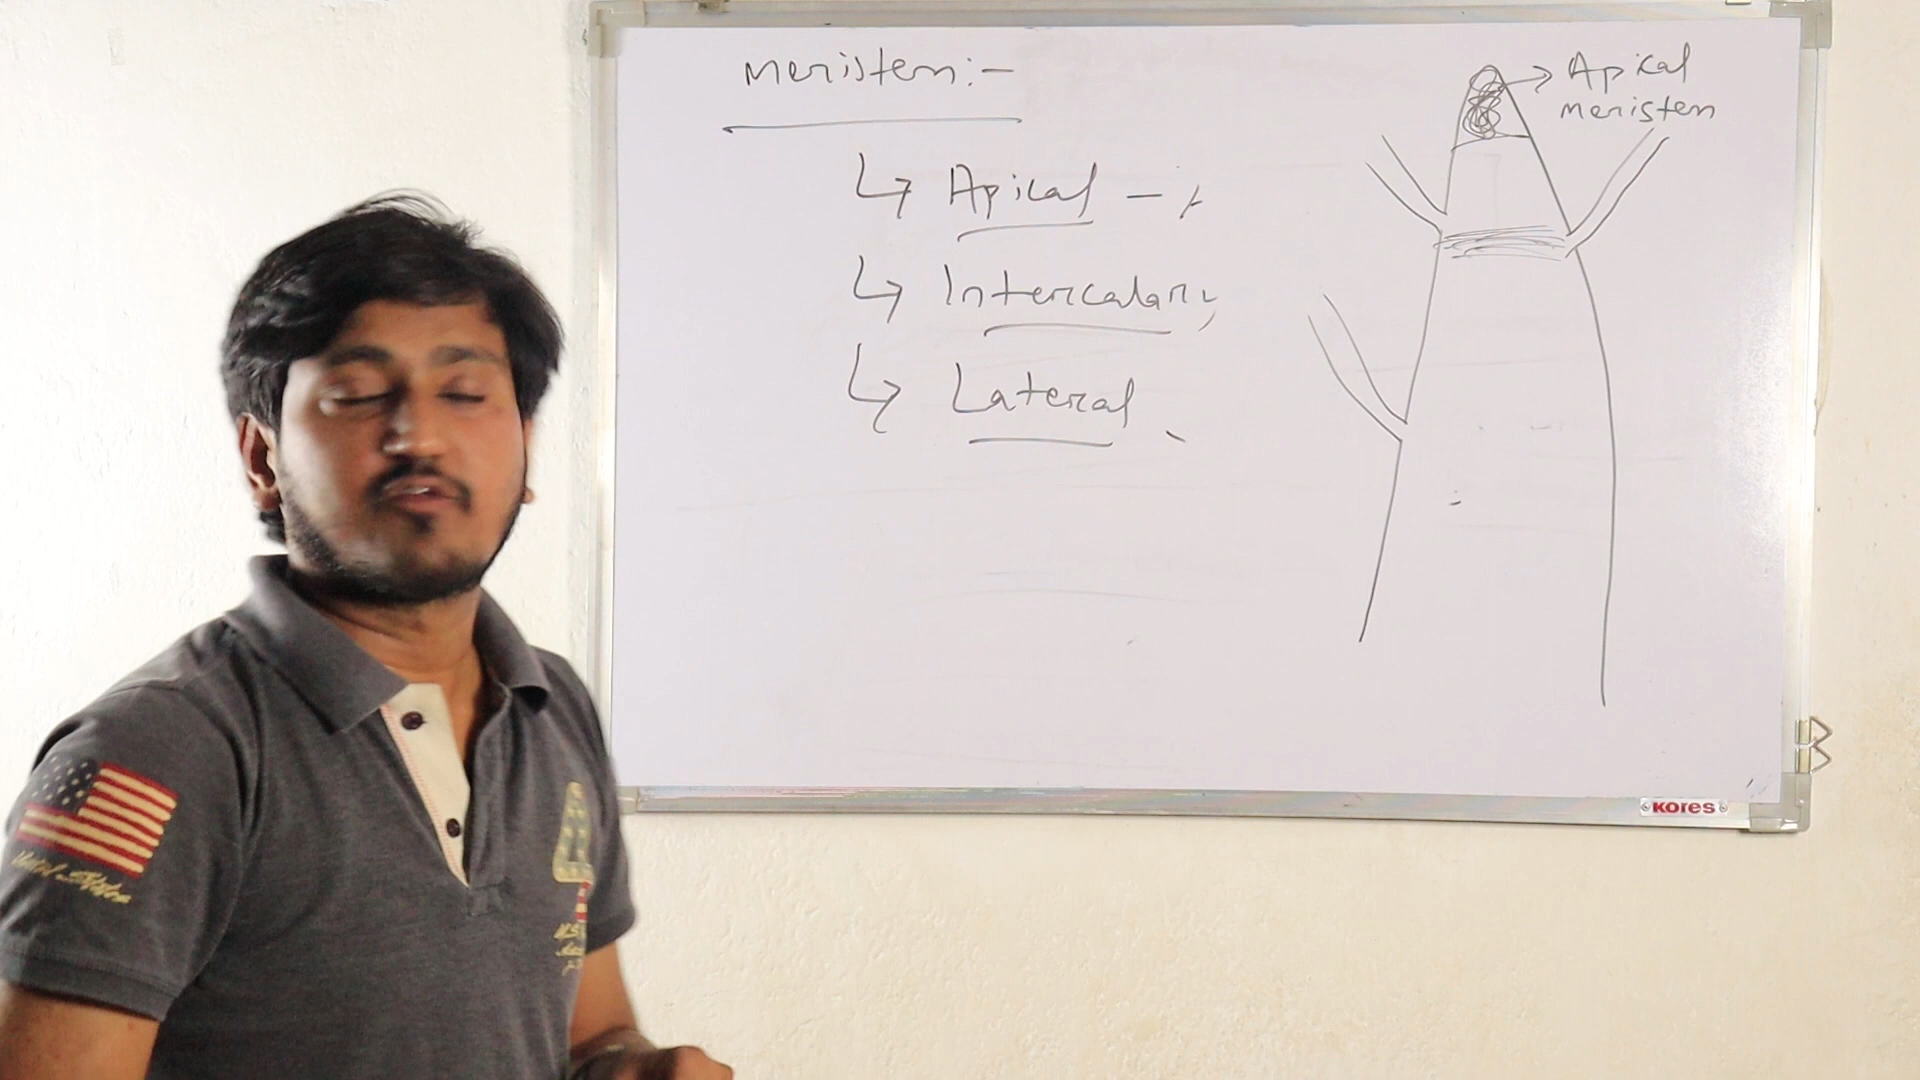 Meristem:-
↳ Apical -
↳ Intercalary
↳ Lateral
→ Apical
meristem
Kores